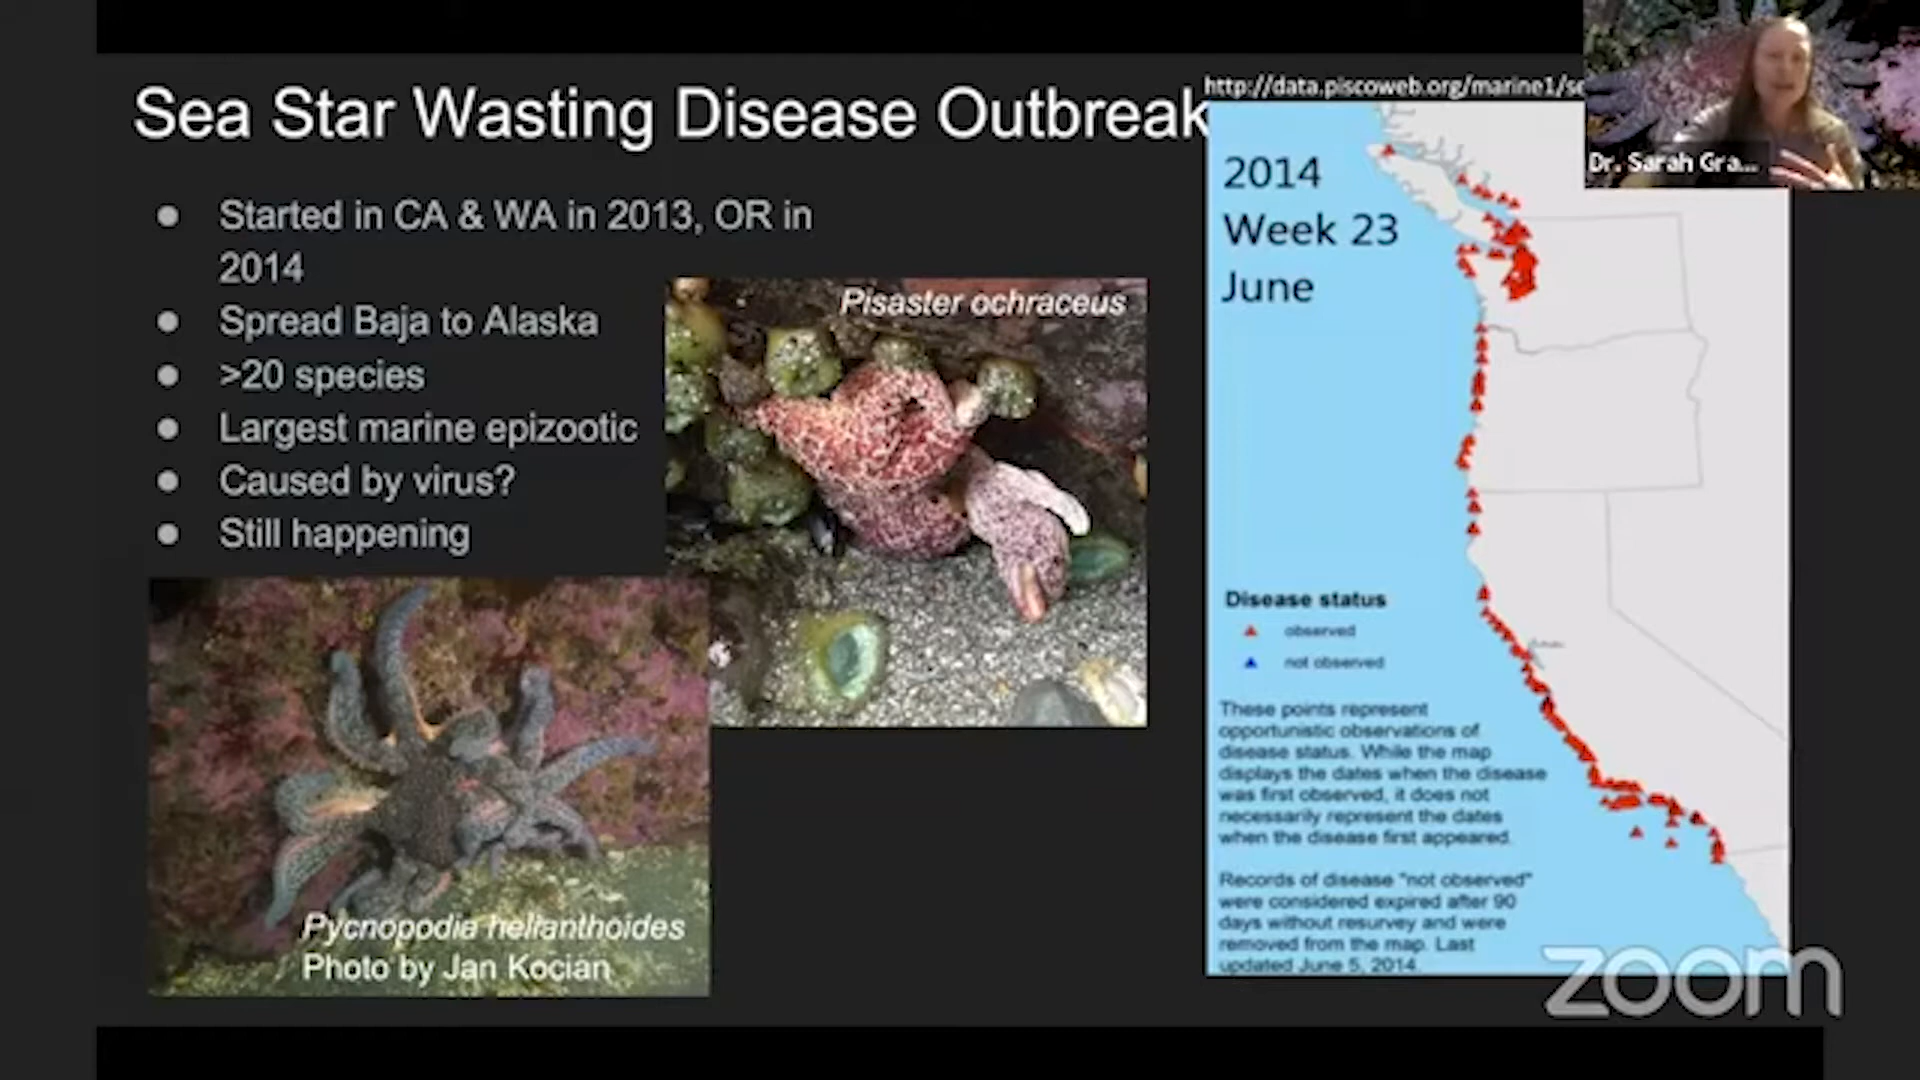 Sea Star Wasting Disease Outbreak
● Started in CA & WA in 2013, OR in
2014
● Spread Baja to Alaska
● >20 species
● Largest marine epizootic
● Caused by virus?
● Still happening
Pisaster ochraceus
Pycnopodia helianthoides
Photo by Jan Kocian
http://data.piscoweb.org/marine1/se
2014
Week 23
June
Disease status
observed
not observed
These points represent
opportunistic observations of
disease status. While the map
displays the dates when the disease
was first observed, it does not
necessarily represent the dates
when the disease first appeared.
Records of disease "not observed"
were considered expired after 90
days without resurvey and were
removed from the map. Last
updated June 5, 2014.
Dr. Sarah Gra...
zoom